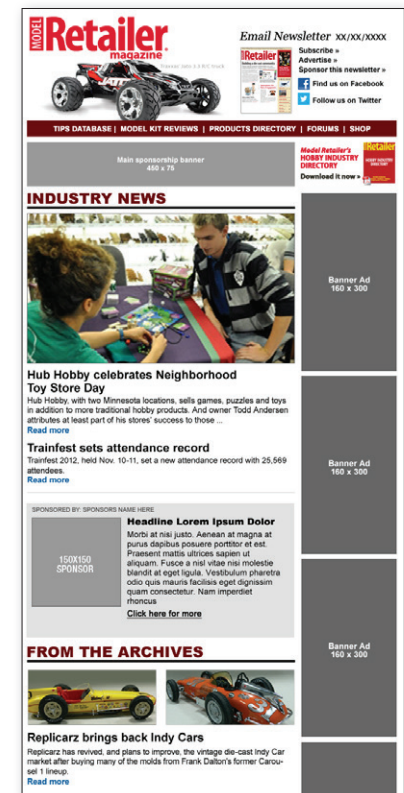 MODEL
Retailer
magazine
Email Newsletter xx/xx/xxxx
Retailer
Subscribe »
Advertise »
Sponsor this newsletter »
Find us on Facebook
Follow us on Twitter
TIPS DATABASE | MODEL KIT REVIEWS | PRODUCTS DIRECTORY | FORUMS | SHOP
Main sponsorship banner
450 x 75
Model Retailer's
HOBBY INDUSTRY
DIRECTORY
Download it now »
Retailer
HOBBY INDUSTRY
DIRECTORY
INDUSTRY NEWS
Banner Ad
160 x 300
Hub Hobby celebrates Neighborhood
Toy Store Day
Hub Hobby, with two Minnesota locations, sells games, puzzles and toys
in addition to more traditional hobby products. And owner Todd Andersen
attributes at least part of his stores' success to those ...
Read more
Trainfest sets attendance record
Trainfest 2012, held Nov. 10-11, set a new attendance record with 25,569
attendees.
Read more
Banner Ad
160 x 300
SPONSORED BY: SPONSORS NAME HERE
150X150
SPONSOR
Headline Lorem Ipsum Dolor
Morbi at nisi justo. Aenean at magna at
purus dapibus posuere porttitor et est.
Praesent mattis ultrices sapien ut
aliquam. Fusce a nisl vitae nisi molestie
blandit at eget ligula. Vestibulum pharetra
odio quis mauris facilisis eget dignissim
quam consectetur. Nam imperdiet
rhoncus
Click here for more
Banner Ad
160 x 300
FROM THE ARCHIVES
Replicarz brings back Indy Cars
Replicarz has revived, and plans to improve, the vintage die-cast Indy Car
market after buying many of the molds from Frank Dalton's former Carou-
sel 1 lineup.
Read more